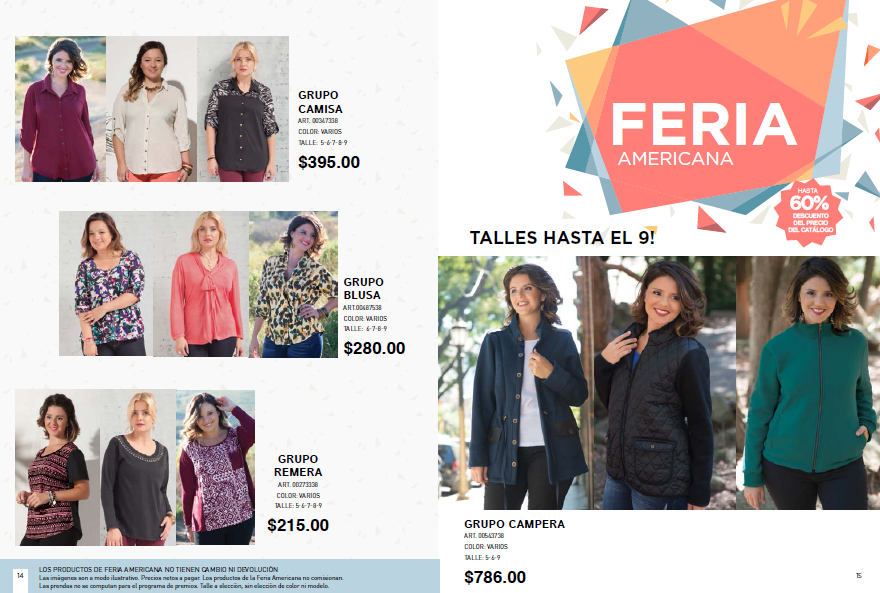 GRUPO
CAMISA
ART. 00347338
COLOR: VARIOS
TALLE: 5-6-7-8-9
$395.00
GRUPO
BLUSA
ART.00487538
COLOR: VARIOS
TALLE: 6-7-8-9
$280.00
GRUPO
REMERA
ART. 00273338
COLOR: VARIOS
TALLE: 5-6-7-8-9
$215.00
14
LOS PRODUCTOS DE FERIA AMERICANA NO TIENEN CAMBIO NI DEVOLUCIÓN
Las imágenes son a modo ilustrativo. Precios netos a pagar. Los productos de la Feria Americana no comisionan.
Las prendas no se computan para el programa de premios. Talle a elección, sin elección de color ni modelo.
FERIA
AMERICANA
HASTA
60%
DESCUENTO
DEL PRECIO
DEL CATÁLOGO
TALLES HASTA EL 9!
GRUPO CAMPERA
ART. 00543738
COLOR: VARIOS
TALLE: 5-6-9
$786.00
15